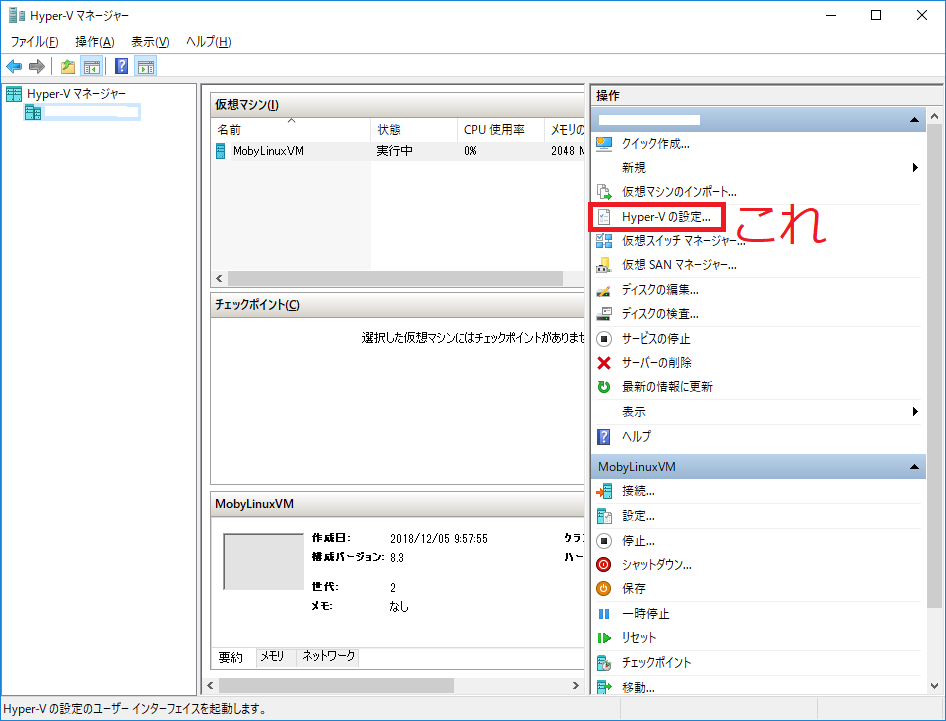 Hyper-V マネージャー
ファイル(F) 操作(A) 表示(V) ヘルプ(H)
Hyper-V マネージャー
仮想マシン(I)
名前 状態 CPU 使用率 メモリの
MobyLinuxVM 実行中 0% 2048 M
チェックポイント(C)
選択した仮想マシンにはチェックポイントがありませ
MobyLinuxVM
作成日: 2018/12/05 9:57:55 クラ
構成バージョン: 8.3 ハー
世代: 2
メモ: なし
要約 メモリ ネットワーク
操作
クイック作成...
新規
仮想マシンのインポート...
Hyper-V の設定... これ
仮想スイッチ マネージャー...
仮想 SAN マネージャー...
ディスクの編集...
ディスクの検査...
サービスの停止
サーバーの削除
最新の情報に更新
表示
ヘルプ
MobyLinuxVM
接続...
設定...
停止...
シャットダウン...
保存
一時停止
リセット
チェックポイント
移動...
Hyper-V の設定のユーザー インターフェイスを起動します。